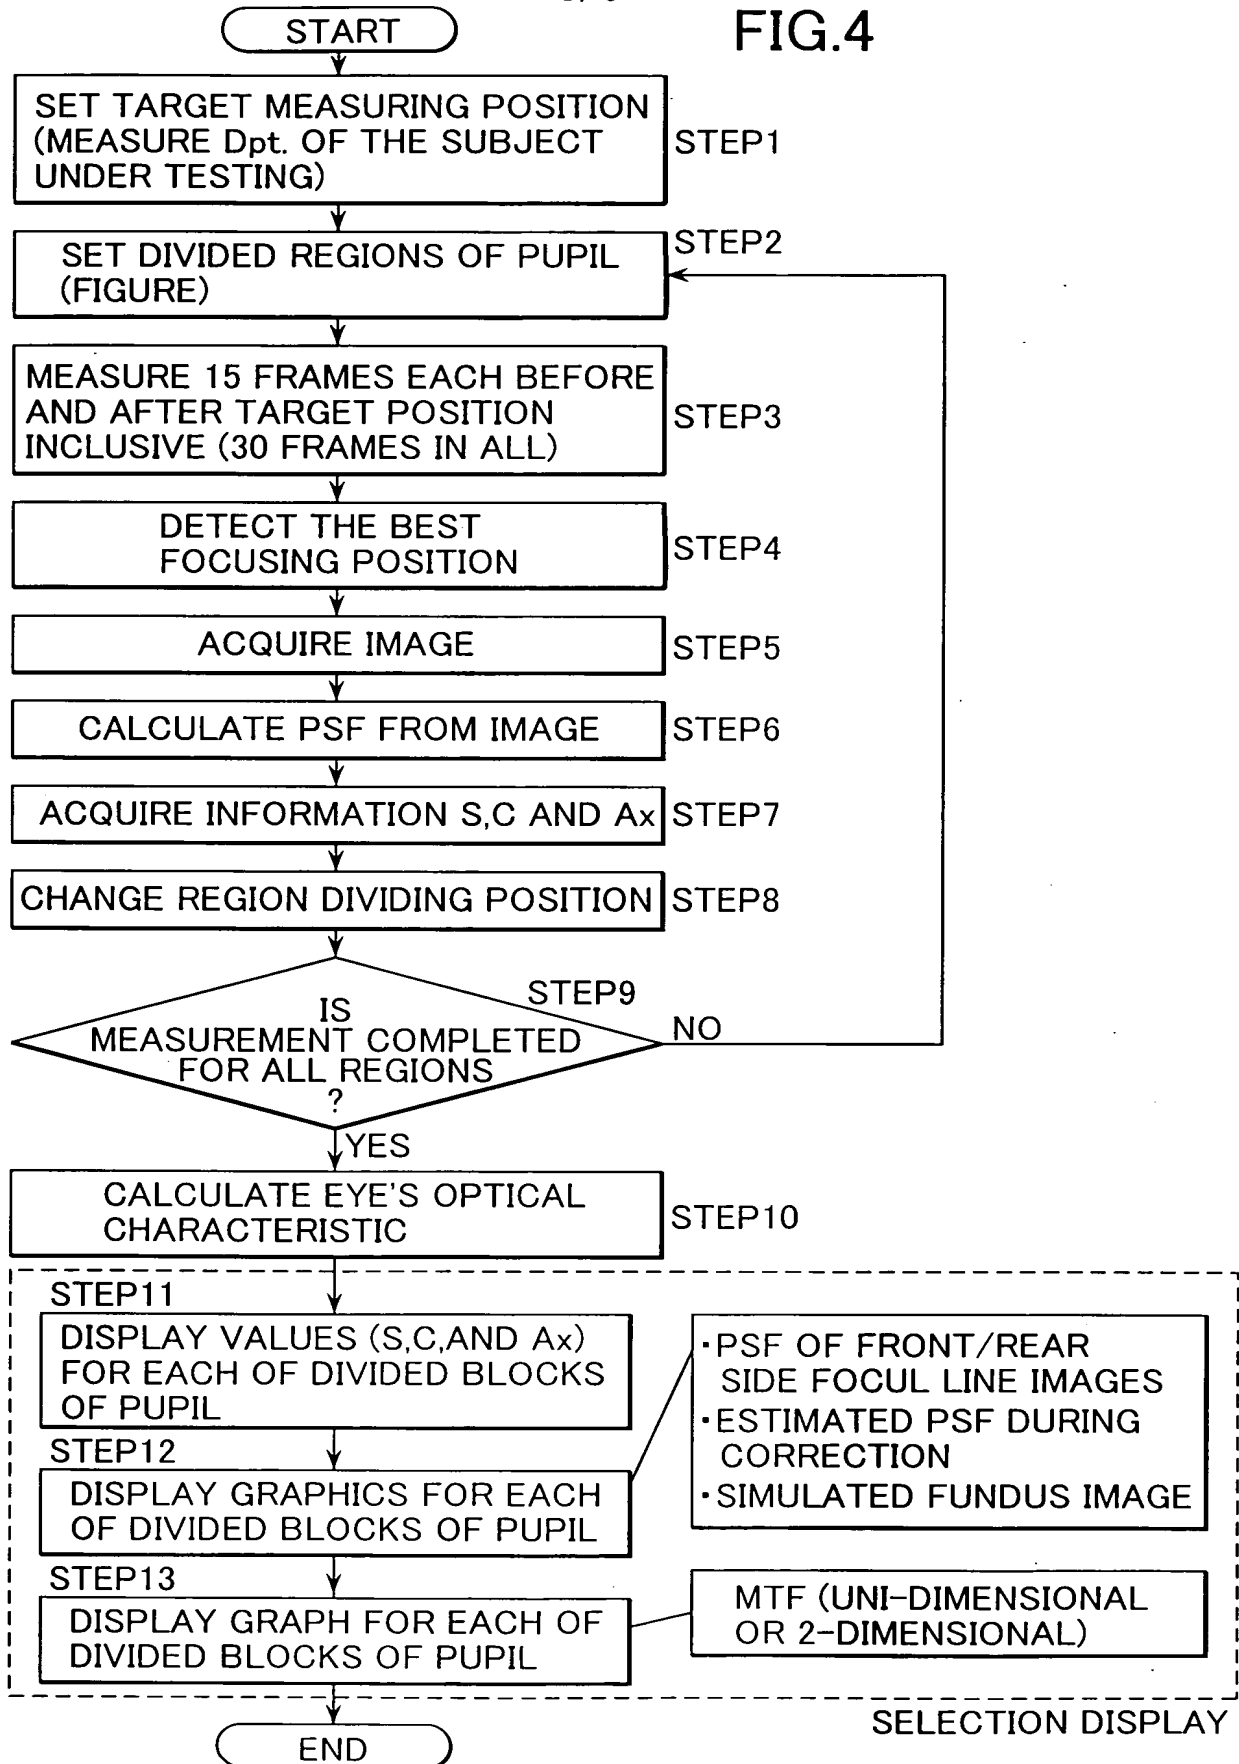 START
FIG.4
SET TARGET MEASURING POSITION
(MEASURE Dpt. OF THE SUBJECT
UNDER TESTING)
STEP1
SET DIVIDED REGIONS OF PUPIL
(FIGURE)
STEP2
MEASURE 15 FRAMES EACH BEFORE
AND AFTER TARGET POSITION
INCLUSIVE (30 FRAMES IN ALL)
STEP3
DETECT THE BEST
FOCUSING POSITION
STEP4
ACQUIRE IMAGE
STEP5
CALCULATE PSF FROM IMAGE
STEP6
ACQUIRE INFORMATION S,C AND Ax
STEP7
CHANGE REGION DIVIDING POSITION
STEP8
STEP9
IS
MEASUREMENT COMPLETED
FOR ALL REGIONS
?
NO
YES
CALCULATE EYE'S OPTICAL
CHARACTERISTIC
STEP10
STEP11
DISPLAY VALUES (S,C,AND Ax)
FOR EACH OF DIVIDED BLOCKS
OF PUPIL
・PSF OF FRONT/REAR
SIDE FOCUL LINE IMAGES
・ESTIMATED PSF DURING
CORRECTION
・SIMULATED FUNDUS IMAGE
STEP12
DISPLAY GRAPHICS FOR EACH
OF DIVIDED BLOCKS OF PUPIL
STEP13
DISPLAY GRAPH FOR EACH OF
DIVIDED BLOCKS OF PUPIL
MTF (UNI-DIMENSIONAL
OR 2-DIMENSIONAL)
SELECTION DISPLAY
END